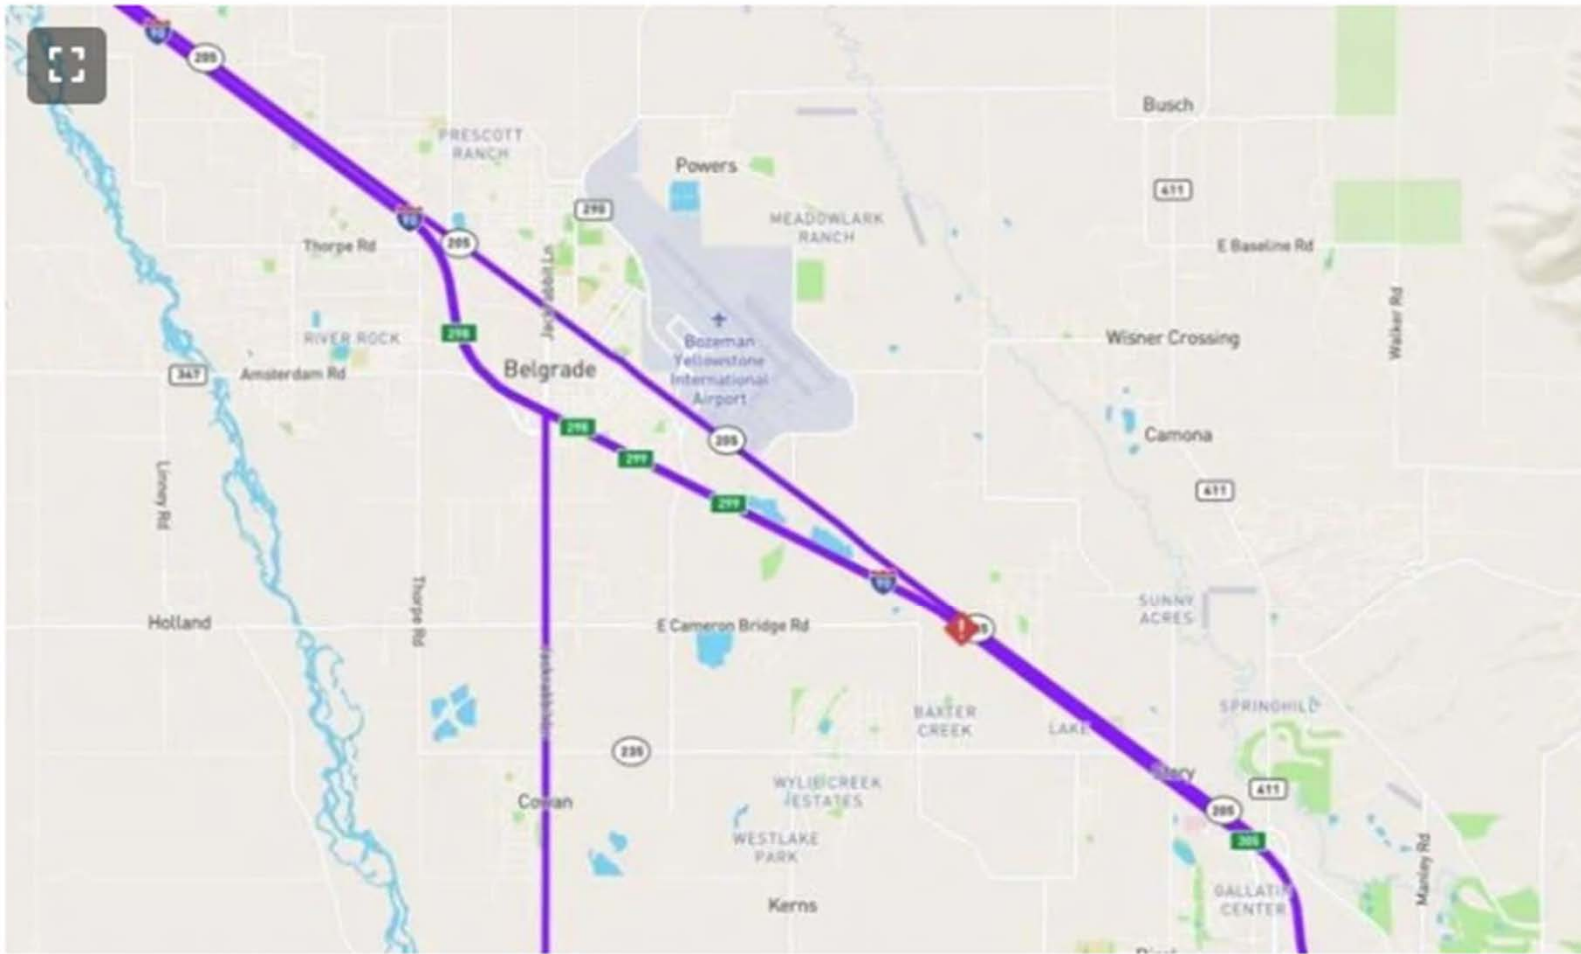 90
205
Busch
PRESCOTT
RANCH
Powers
411
290
90
MEADOWLARK
RANCH
205
Thorpe Rd
E Baseline Rd
298
RIVER ROCK
Bozeman
Yellowstone
International
Airport
Wisner Crossing
Walker Rd
347
Amsterdam Rd
Belgrade
298
205
Camona
299
411
Linney Rd
299
90
Thorpe Rd
SUNNY
ACRES
Holland
E Cameron Bridge Rd
BAXTER
CREEK
LAKE
SPRINGHILL
235
WYLIE CREEK
ESTATES
411
Cowan
205
WESTLAKE
PARK
305
Manley Rd
GALLATIN
CENTER
Kerns